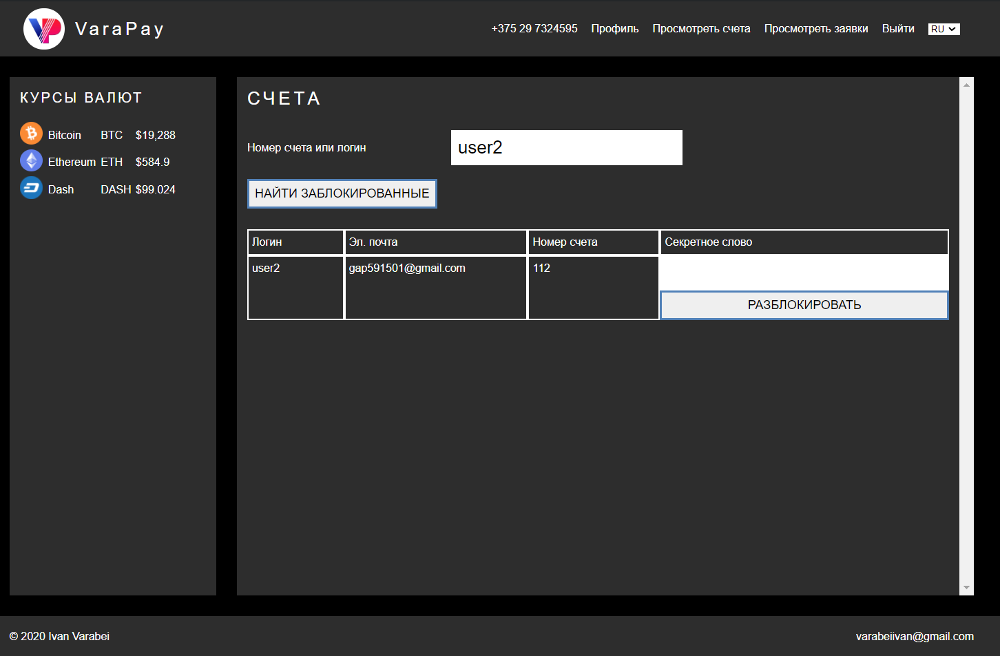 VaraPay
+375 29 7324595 Профиль Просмотреть счета Просмотреть заявки Выйти RU
КУРСЫ ВАЛЮТ
Bitcoin BTC $19,288
Ethereum ETH $584.9
Dash DASH $99.024
СЧЕТА
Номер счета или логин user2
НАЙТИ ЗАБЛОКИРОВАННЫЕ
Логин Эл. почта Номер счета Секретное слово
user2 gap591501@gmail.com 112
РАЗБЛОКИРОВАТЬ
© 2020 Ivan Varabei varabeiivan@gmail.com